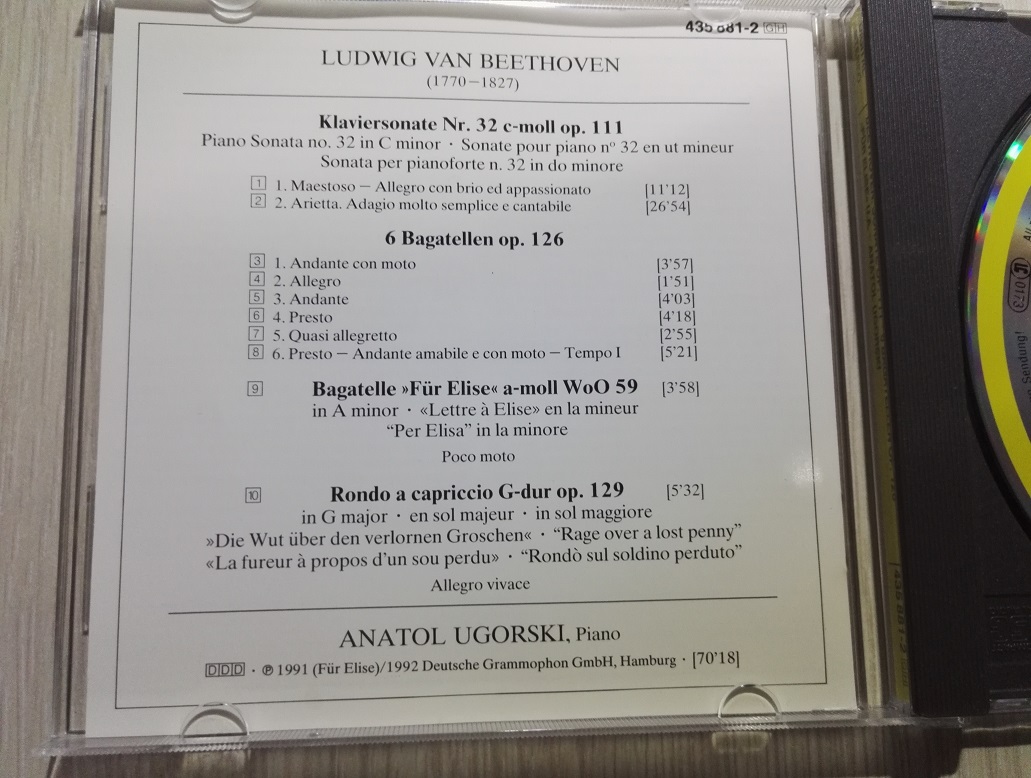 435 881-2 GH
LUDWIG VAN BEETHOVEN
(1770–1827)
Klaviersonate Nr. 32 c-moll op. 111
Piano Sonata no. 32 in C minor · Sonate pour piano nº 32 en ut mineur
Sonata per pianoforte n. 32 in do minore
1 1. Maestoso – Allegro con brio ed appassionato [11'12]
2 2. Arietta. Adagio molto semplice e cantabile [26'54]
6 Bagatellen op. 126
3 1. Andante con moto [3'57]
4 2. Allegro [1'51]
5 3. Andante [4'03]
6 4. Presto [4'18]
7 5. Quasi allegretto [2'55]
8 6. Presto – Andante amabile e con moto – Tempo I [5'21]
9 Bagatelle »Für Elise« a-moll WoO 59 [3'58]
in A minor · «Lettre à Elise» en la mineur
“Per Elisa” in la minore
Poco moto
10 Rondo a capriccio G-dur op. 129 [5'32]
in G major · en sol majeur · in sol maggiore
»Die Wut über den verlornen Groschen« · “Rage over a lost penny”
«La fureur à propos d'un sou perdu» · “Rondò sul soldino perduto”
Allegro vivace
ANATOL UGORSKI, Piano
DDD · ℗ 1991 (Für Elise)/1992 Deutsche Grammophon GmbH, Hamburg · [70'18]